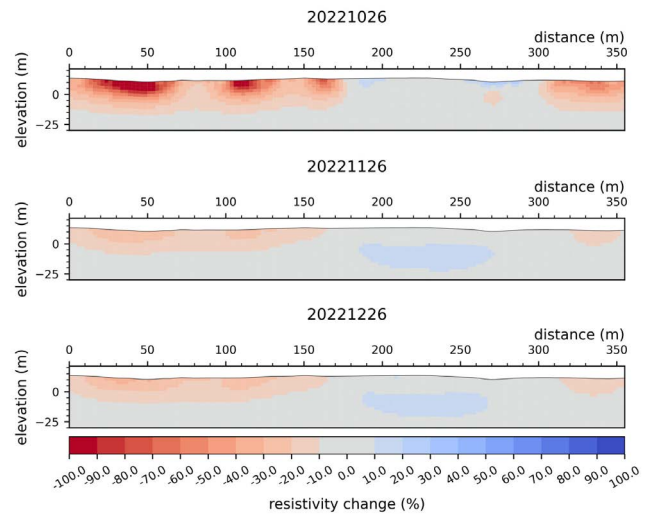 20221026
distance (m)
0 50 100 150 200 250 300 350
elevation (m)
0
−25
20221126
distance (m)
0 50 100 150 200 250 300 350
elevation (m)
0
−25
20221226
distance (m)
0 50 100 150 200 250 300 350
elevation (m)
0
−25
-100.0 -90.0 -80.0 -70.0 -60.0 -50.0 -40.0 -30.0 -20.0 -10.0 0.0 10.0 20.0 30.0 40.0 50.0 60.0 70.0 80.0 90.0 100.0
resistivity change (%)